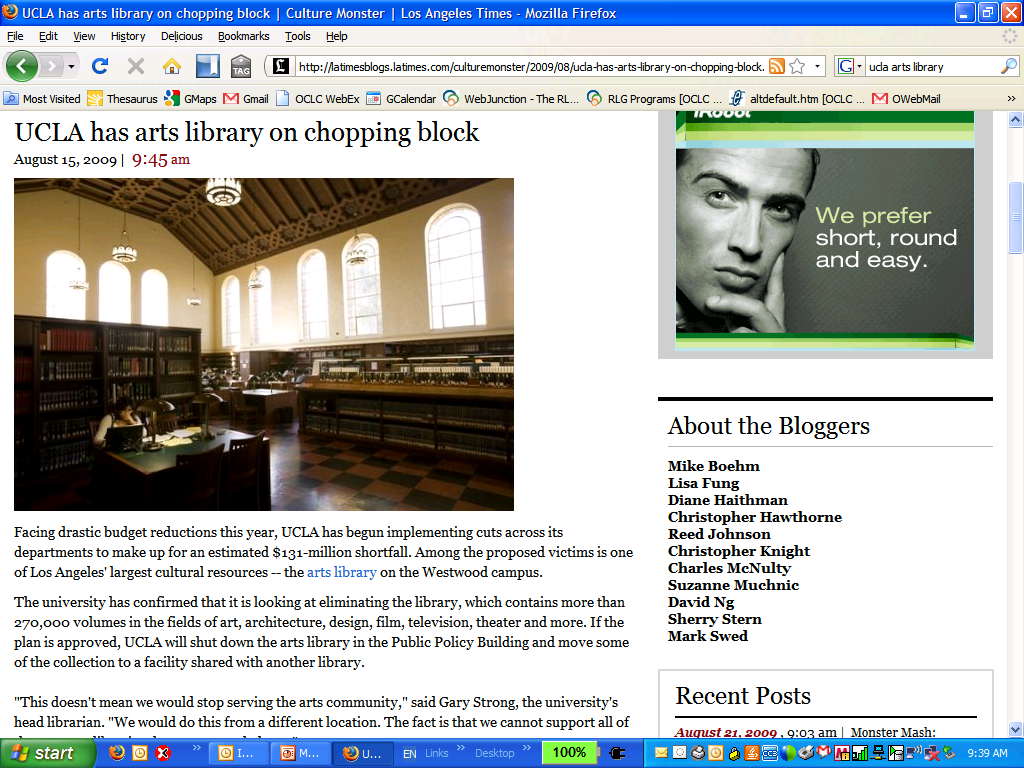 UCLA has arts library on chopping block | Culture Monster | Los Angeles Times - Mozilla Firefox
File Edit View History Delicious Bookmarks Tools Help
TAG
L http://latimesblogs.latimes.com/culturemonster/2009/08/ucla-has-arts-library-on-chopping-block.
G ucla arts library
Most Visited Thesaurus GMaps Gmail OCLC WebEx GCalendar WebJunction - The RL... RLG Programs [OCLC ... altdefault.htm [OCLC ... OWebMail »
UCLA has arts library on chopping block
August 15, 2009 | 9:45 am
Facing drastic budget reductions this year, UCLA has begun implementing cuts across its
departments to make up for an estimated $131-million shortfall. Among the proposed victims is one
of Los Angeles' largest cultural resources -- the arts library on the Westwood campus.
The university has confirmed that it is looking at eliminating the library, which contains more than
270,000 volumes in the fields of art, architecture, design, film, television, theater and more. If the
plan is approved, UCLA will shut down the arts library in the Public Policy Building and move some
of the collection to a facility shared with another library.
"This doesn't mean we would stop serving the arts community," said Gary Strong, the university's
head librarian. "We would do this from a different location. The fact is that we cannot support all of
iRobot
We prefer
short, round
and easy.
About the Bloggers
Mike Boehm
Lisa Fung
Diane Haithman
Christopher Hawthorne
Reed Johnson
Christopher Knight
Charles McNulty
Suzanne Muchnic
David Ng
Sherry Stern
Mark Swed
Recent Posts
August 21, 2009 , 9:03 am | Monster Mash:
start » I... M... U... EN Links » Desktop » 100% 9:39 AM